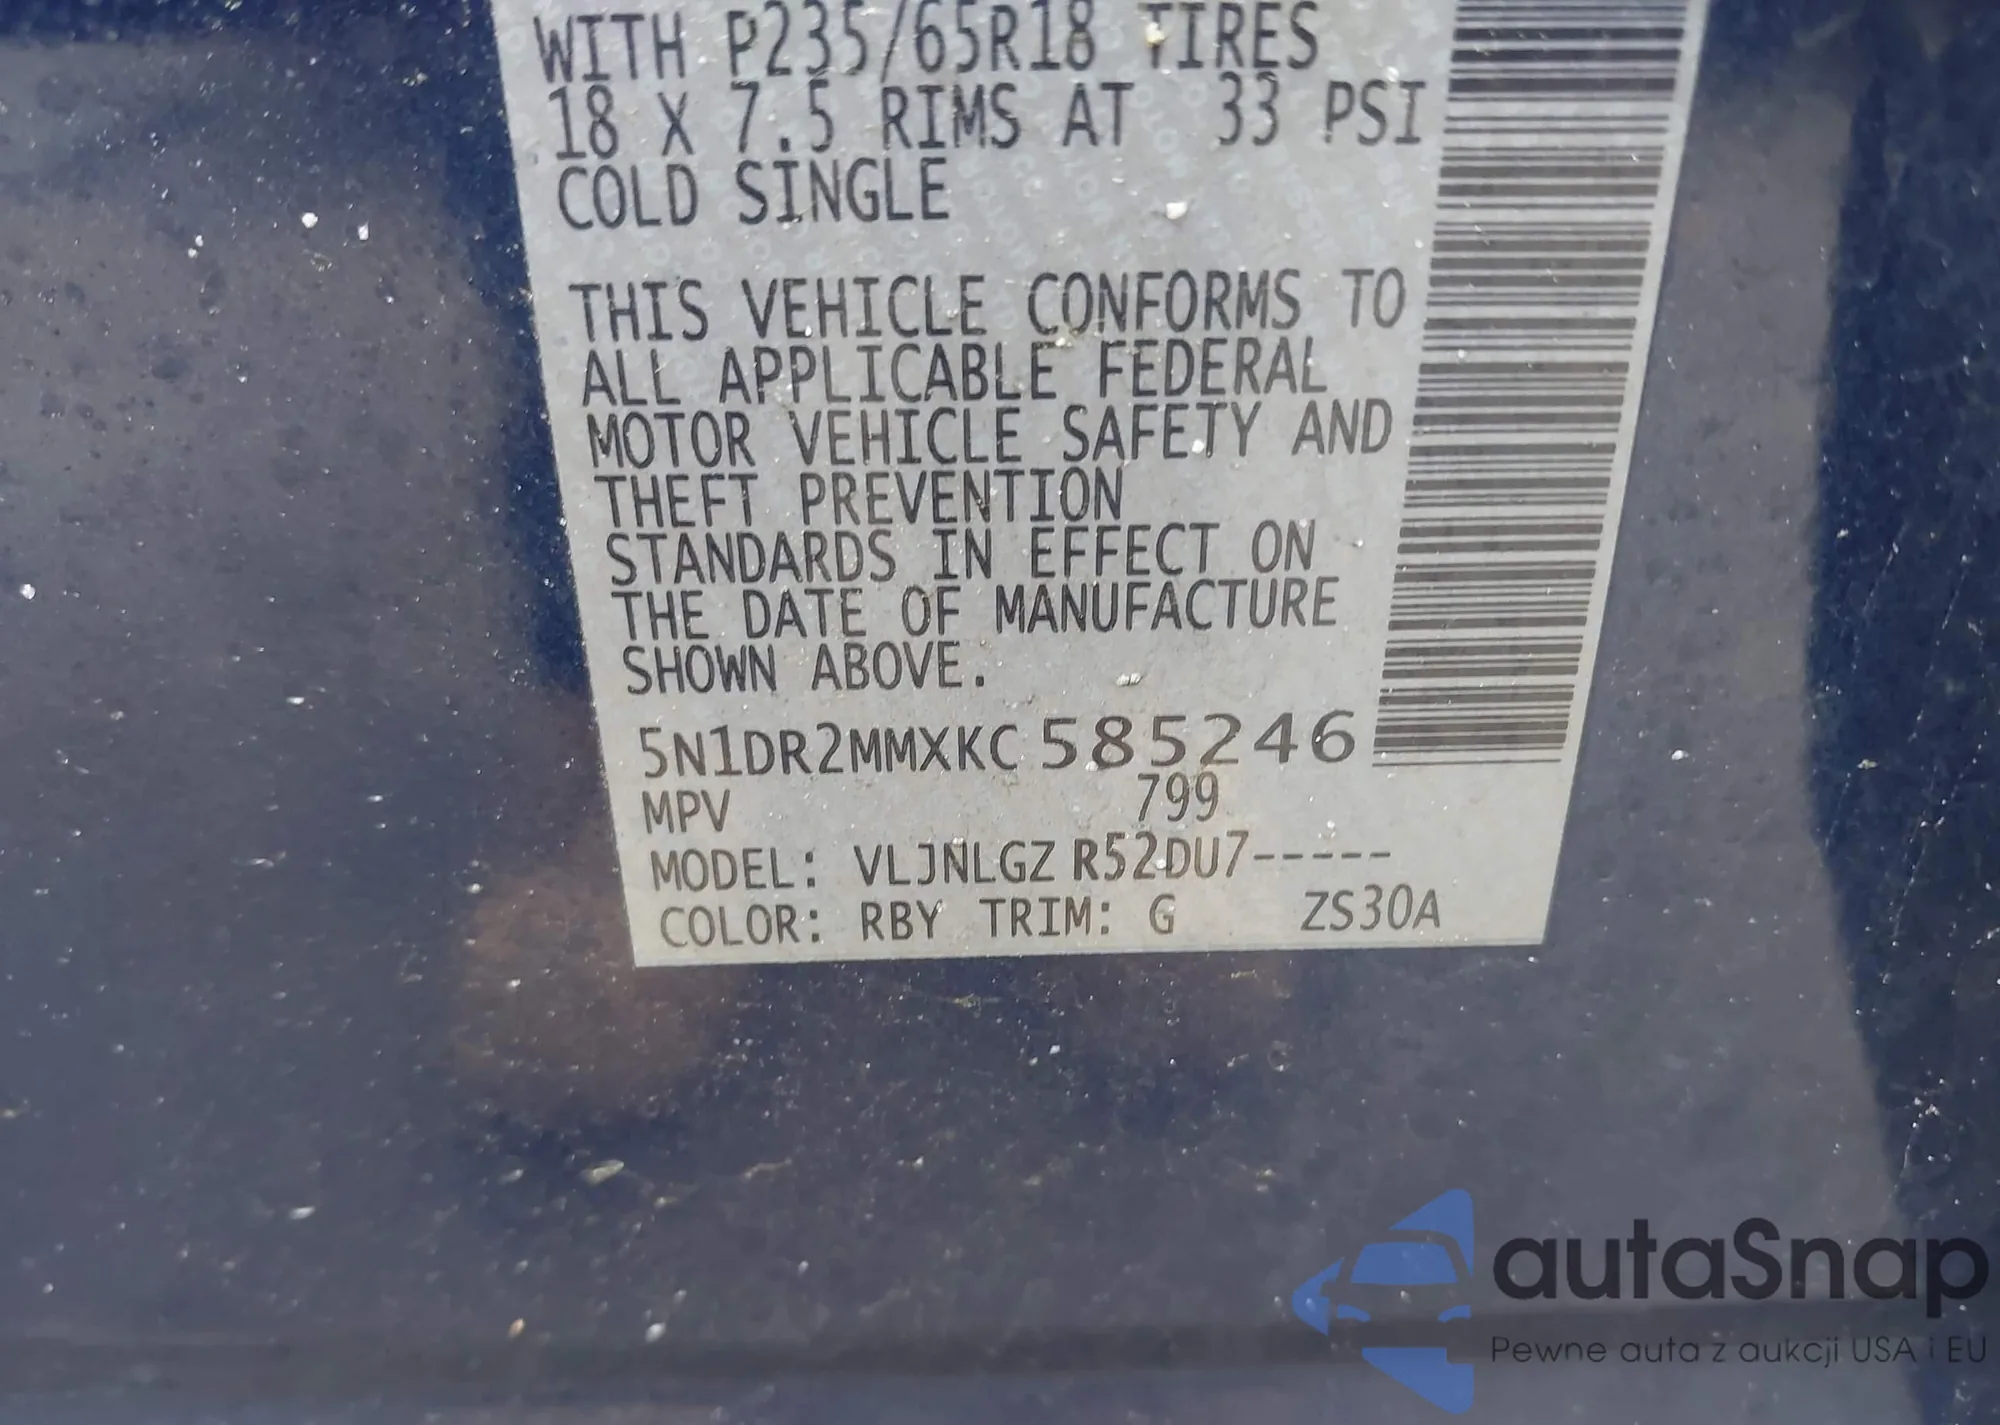 WITH P235/65R18 TIRES
18 X 7.5 RIMS AT 33 PSI
COLD SINGLE
THIS VEHICLE CONFORMS TO
ALL APPLICABLE FEDERAL
MOTOR VEHICLE SAFETY AND
THEFT PREVENTION
STANDARDS IN EFFECT ON
THE DATE OF MANUFACTURE
SHOWN ABOVE.
5N1DR2MMXKC 585246
MPV 799
MODEL: VLJNLGZ R52DU7-----
COLOR: RBY TRIM: G ZS30A
autaSnap
Pewne auta z aukcji USA i EU